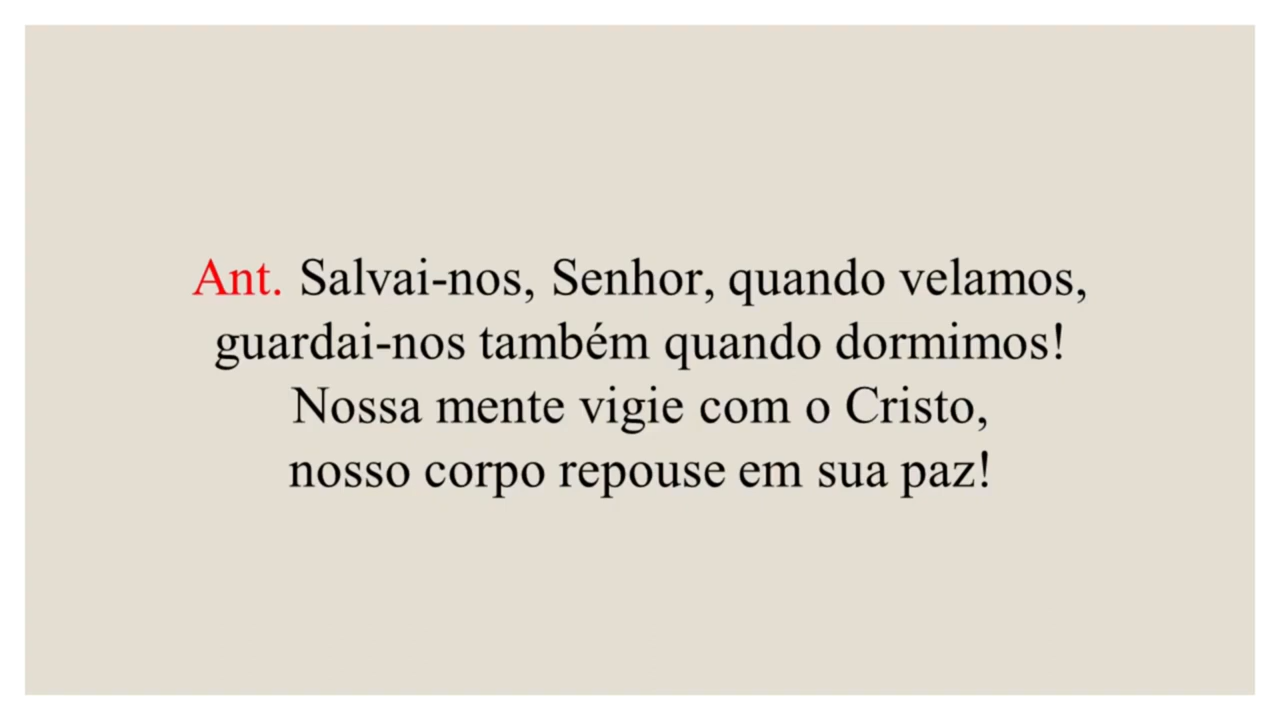 Ant. Salvai-nos, Senhor, quando velamos,
guardai-nos também quando dormimos!
Nossa mente vigie com o Cristo,
nosso corpo repouse em sua paz!